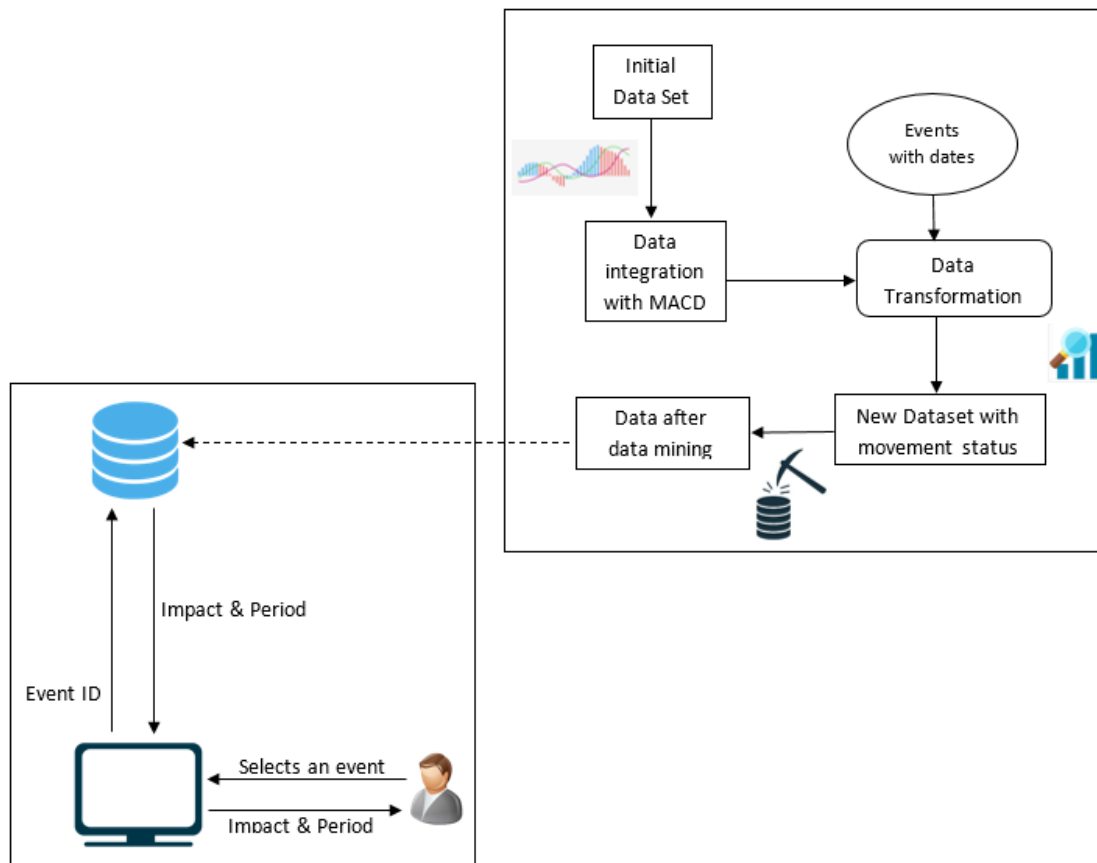 Initial
Data Set
Events
with dates
Data
integration
with MACD
Data
Transformation
Data after
data mining
New Dataset with
movement status
Impact & Period
Event ID
Selects an event
Impact & Period